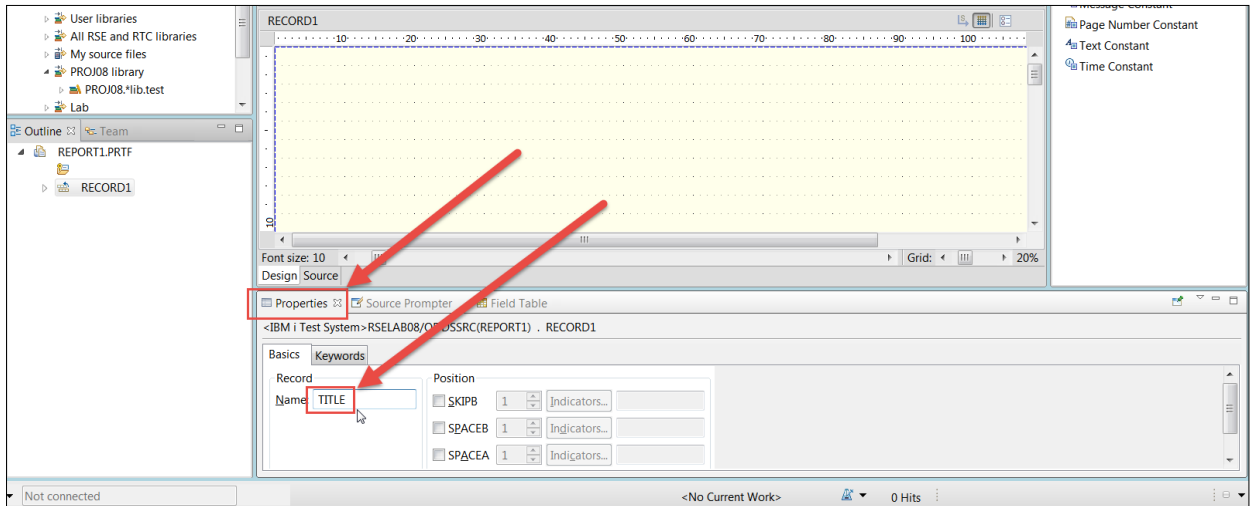 User libraries
All RSE and RTC libraries
My source files
PROJ08 library
PROJ08.*lib.test
Lab
Outline Team
REPORT1.PRTF
RECORD1
RECORD1
10 20 30 40 50 60 70 80 90 100
10
Font size: 10 Grid: 20%
Design Source
Page Number Constant
Text Constant
Time Constant
Properties Source Prompter Field Table
<IBM i Test System>RSELAB08/QDDSSRC(REPORT1) . RECORD1
Basics Keywords
Record Position
Name: TITLE SKIPB 1 Indicators...
SPACEB 1 Indicators...
SPACEA 1 Indicators...
Not connected <No Current Work> 0 Hits